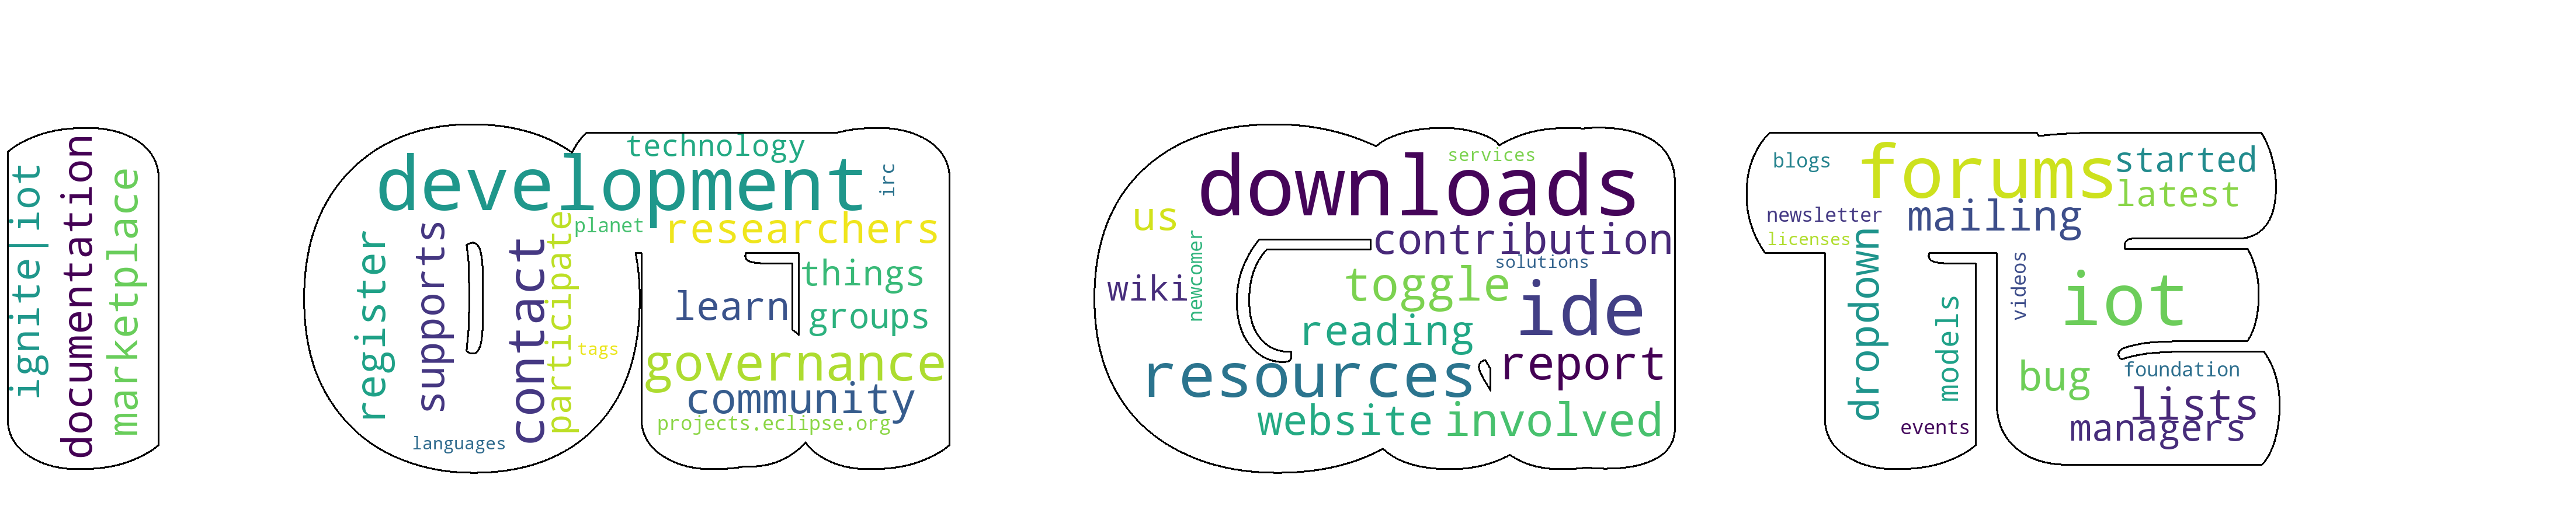 ignite|iot
documentation
marketplace
development
technology
irc
planet
researchers
register
supports
contact
participate
things
learn
groups
tags
governance
community
projects.eclipse.org
languages
downloads
services
us
contribution
newcomer
wiki
solutions
toggle
ide
reading
report
resources
website
involved
blogs
forums
started
latest
newsletter
mailing
licenses
dropdown
models
videos
iot
bug
foundation
lists
managers
events